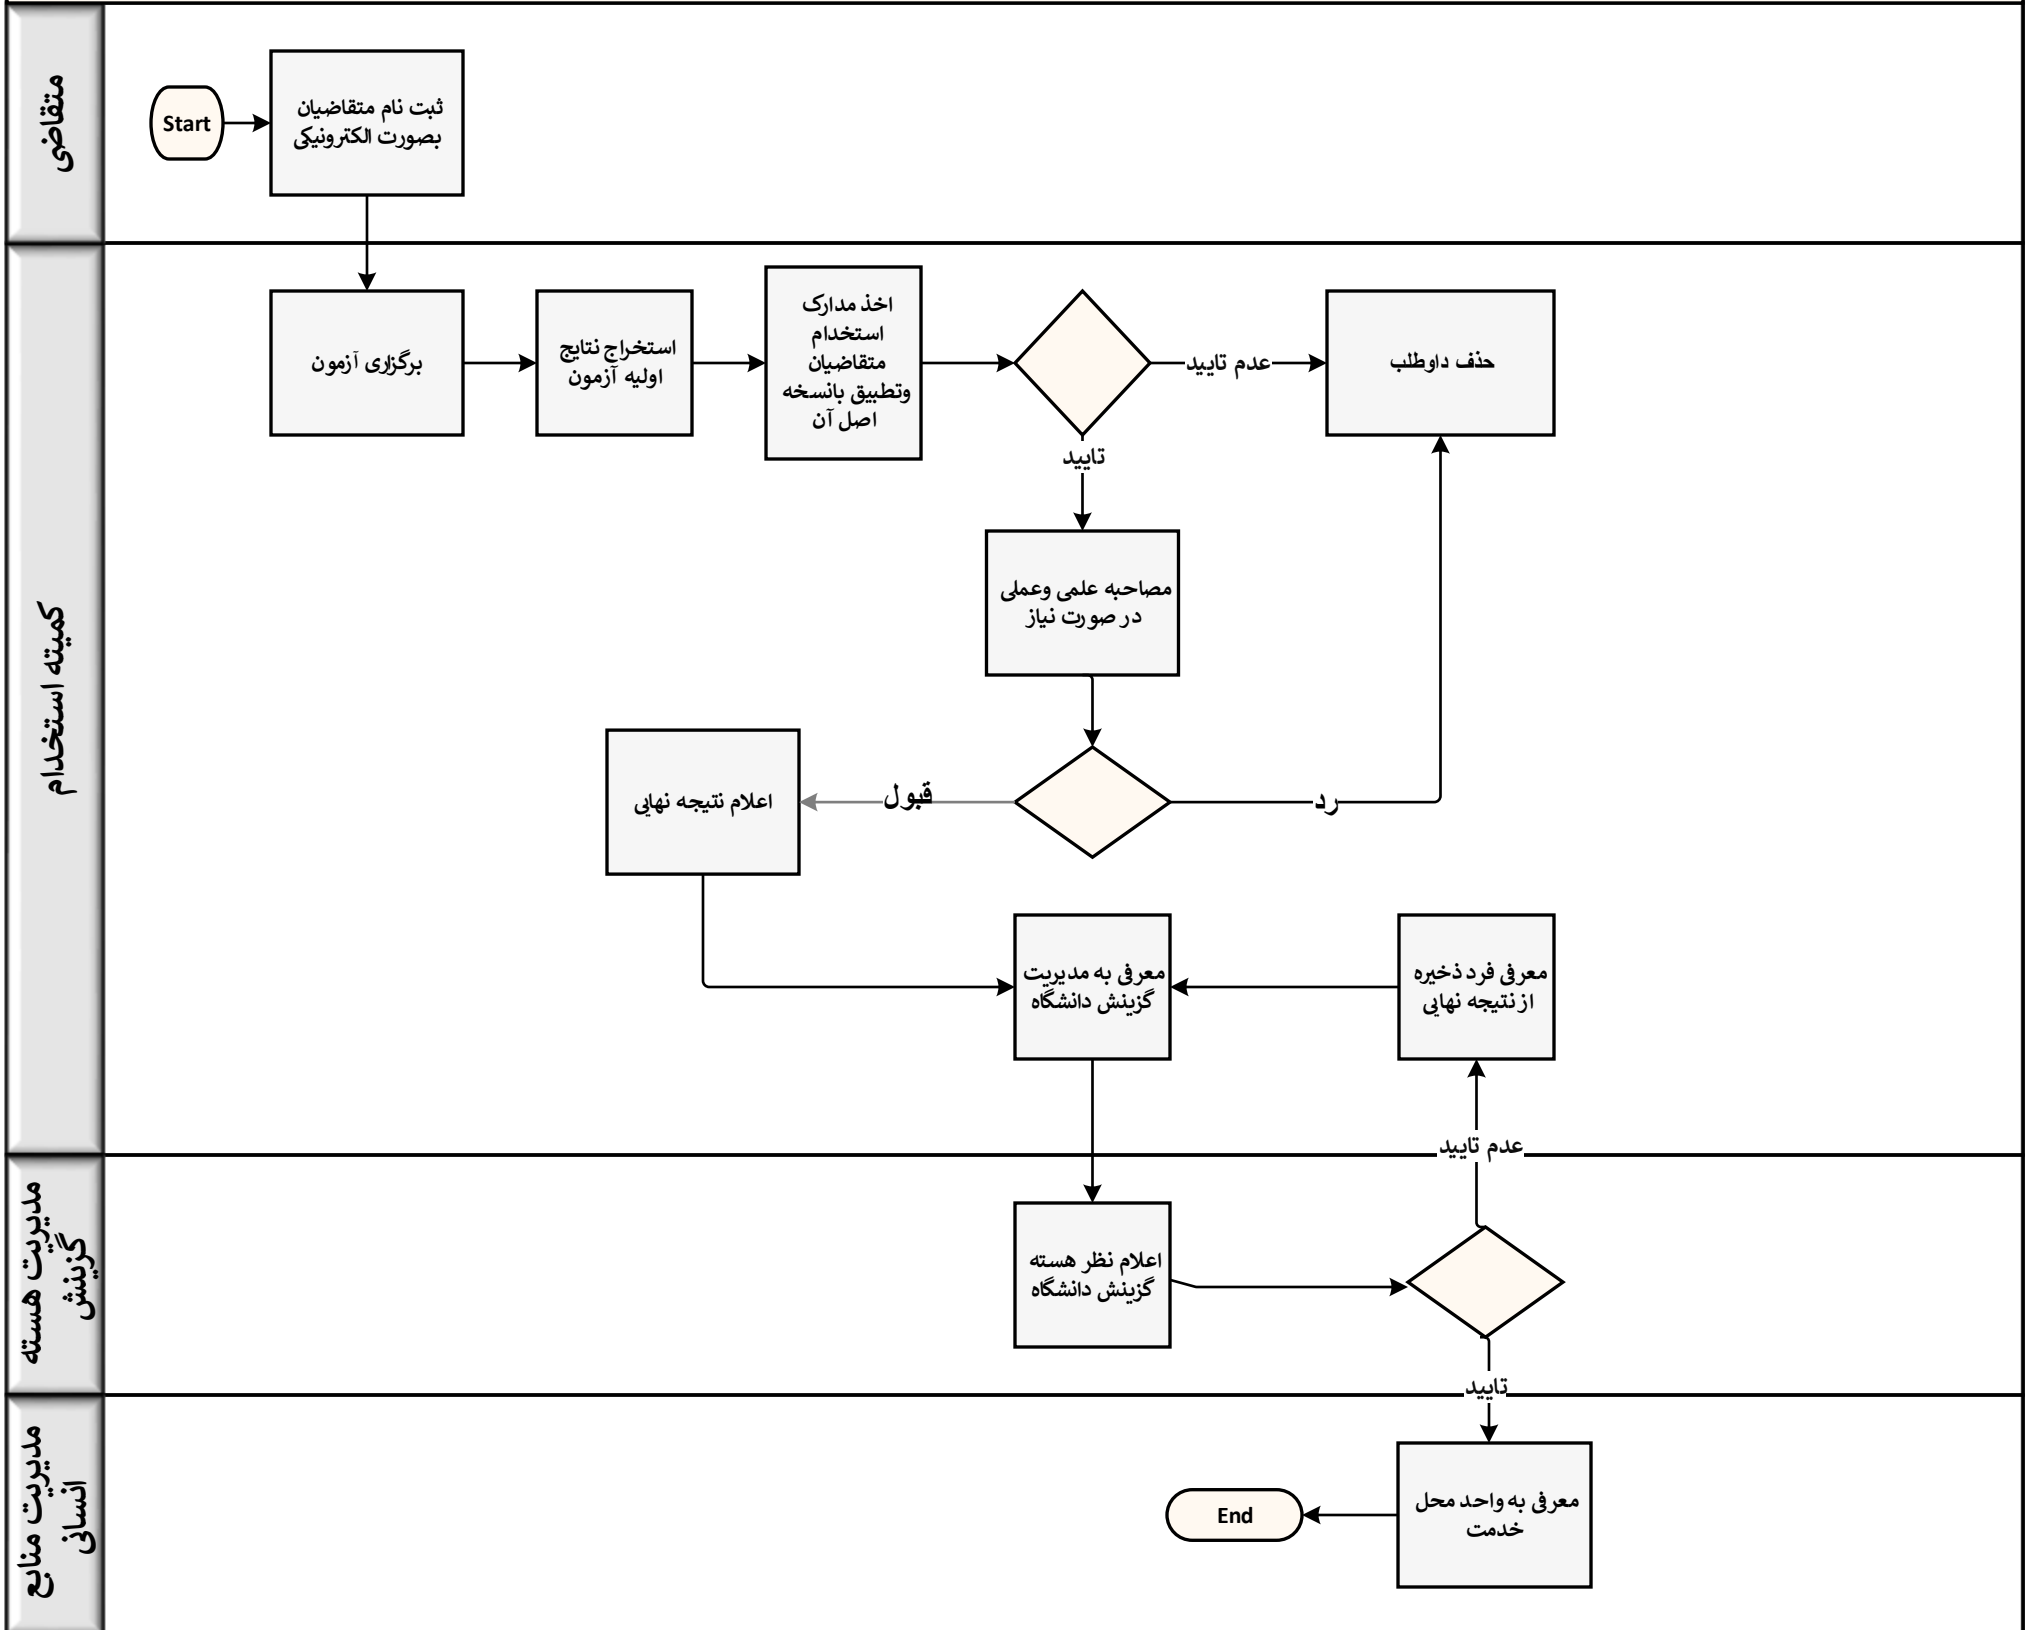 متقاضی
Start
ثبت نام متقاضیان
بصورت الکترونیکی
کمیته استخدام
برگزاری آزمون
استخراج نتایج
اولیه آزمون
اخذ مدارک
استخدام
متقاضیان
وتطبیق بانسخه
اصل آن
عدم تایید
حذف داوطلب
تایید
مصاحبه علمی وعملی
در صورت نیاز
رد
قبول
اعلام نتیجه نهایی
معرفی به مدیریت
گزینش دانشگاه
معرفی فرد ذخیره
از نتیجه نهایی
عدم تایید
مدیریت هسته
گزینش
اعلام نظر هسته
گزینش دانشگاه
تایید
مدیریت منابع
انسانی
معرفی به واحد محل
خدمت
End